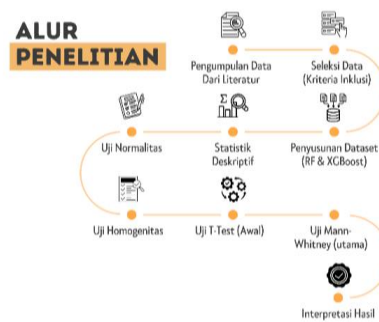 ALUR
PENELITIAN
Pengumpulan Data
Dari Literatur
Seleksi Data
(Kriteria Inklusi)
Uji Normalitas
Statistik
Deskriptif
Penyusunan Dataset
(RF & XGBoost)
Uji Homogenitas
Uji T-Test (Awal)
Uji Mann-
Whitney (utama)
Interpretasi Hasil